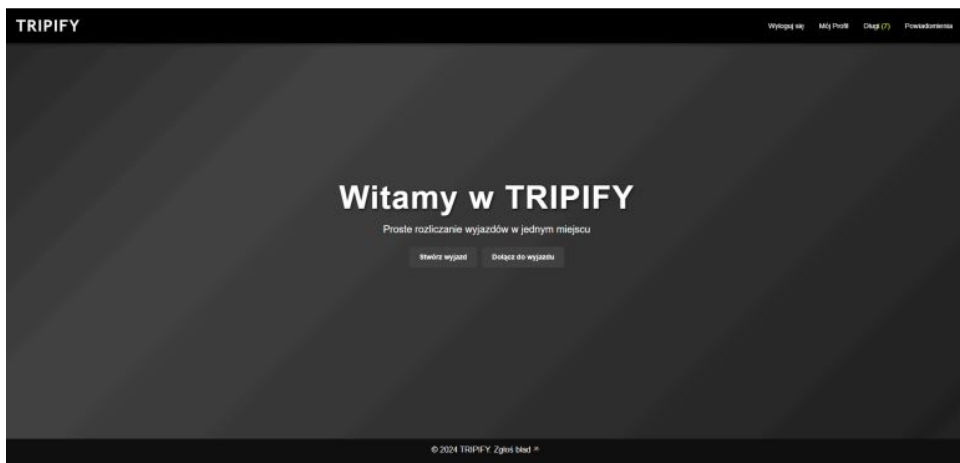 TRIPIFY
Wyloguj się Mój Profil Długi (7) Powiadomienia
Witamy w TRIPIFY
Proste rozliczanie wyjazdów w jednym miejscu
Stwórz wyjazd Dołącz do wyjazdu
© 2024 TRIPIFY. Zgłoś bład